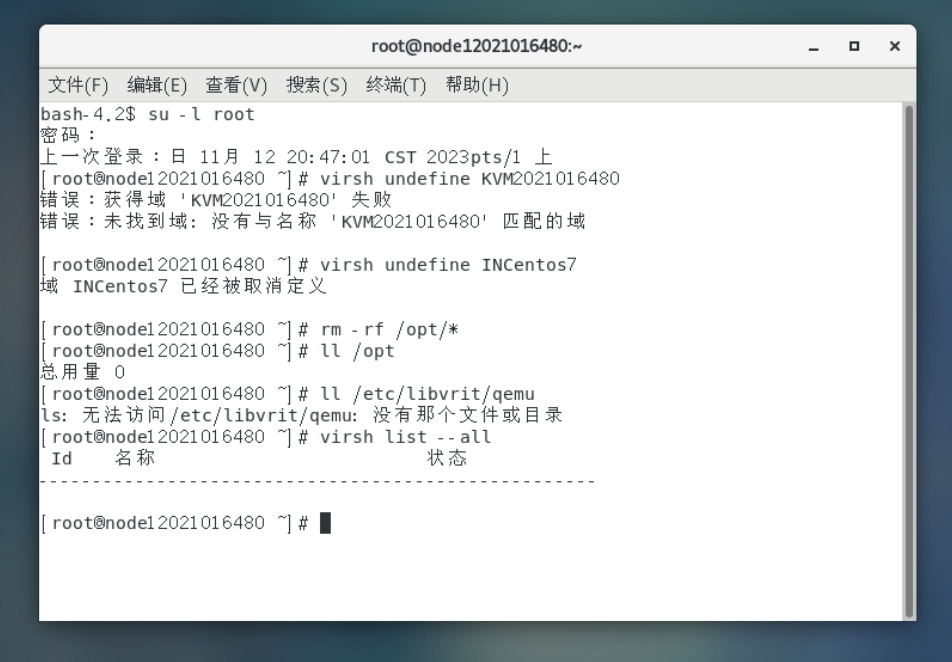 root@node12021016480:~
文件(F) 编辑(E) 查看(V) 搜索(S) 终端(T) 帮助(H)
bash-4.2$ su -l root
密码：
上一次登录：日 11月 12 20:47:01 CST 2023pts/1 上
[root@node12021016480 ~]# virsh undefine KVM2021016480
错误：获得域 'KVM2021016480' 失败
错误：未找到域: 没有与名称 'KVM2021016480' 匹配的域
[root@node12021016480 ~]# virsh undefine INCentos7
域 INCentos7 已经被取消定义
[root@node12021016480 ~]# rm -rf /opt/*
[root@node12021016480 ~]# ll /opt
总用量 0
[root@node12021016480 ~]# ll /etc/libvrit/qemu
ls: 无法访问/etc/libvrit/qemu: 没有那个文件或目录
[root@node12021016480 ~]# virsh list --all
Id 名称 状态
----------------------------------------------------
[root@node12021016480 ~]#